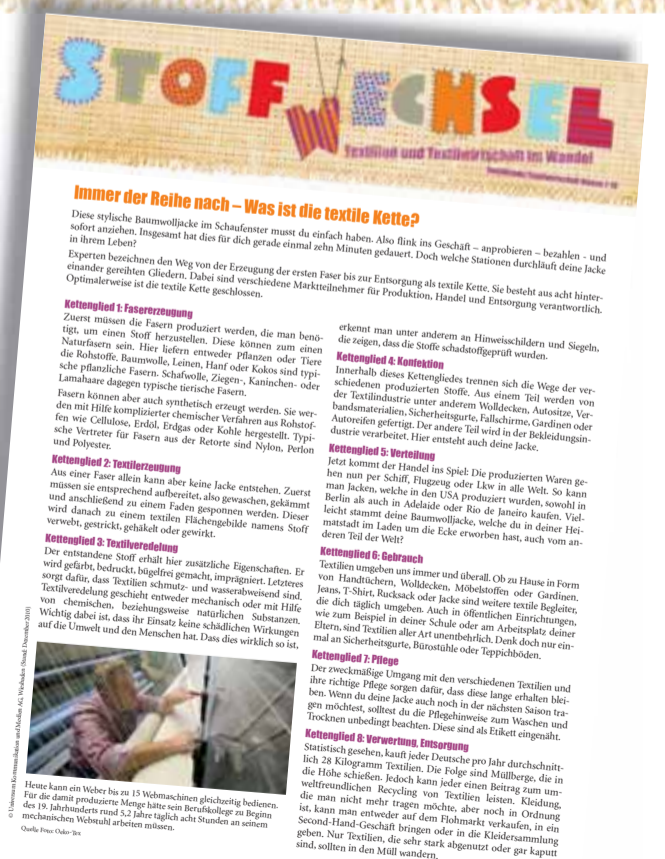 STOFFWECHSEL
Textilien und Textilwirtschaft im Wandel
Immer der Reihe nach – Was ist die textile Kette?
Diese stylische Baumwolljacke im Schaufenster musst du einfach haben. Also flink ins Geschäft – anprobieren – bezahlen - und
sofort anziehen. Insgesamt hat dies für dich gerade einmal zehn Minuten gedauert. Doch welche Stationen durchläuft deine Jacke
in ihrem Leben?
Experten bezeichnen den Weg von der Erzeugung der ersten Faser bis zur Entsorgung als textile Kette. Sie besteht aus acht hinter-
einander gereihten Gliedern. Dabei sind verschiedene Marktteilnehmer für Produktion, Handel und Entsorgung verantwortlich.
Optimalerweise ist die textile Kette geschlossen.
Kettenglied 1: Fasererzeugung
Zuerst müssen die Fasern produziert werden, die man benö-
tigt, um einen Stoff herzustellen. Diese können zum einen
Naturfasern sein. Hier liefern entweder Pflanzen oder Tiere
die Rohstoffe. Baumwolle, Leinen, Hanf oder Kokos sind typi-
sche pflanzliche Fasern. Schafwolle, Ziegen-, Kaninchen- oder
Lamahaare dagegen typische tierische Fasern.
Fasern können aber auch synthetisch erzeugt werden. Sie wer-
den mit Hilfe komplizierter chemischer Verfahren aus Rohstof-
fen wie Cellulose, Erdöl, Erdgas oder Kohle hergestellt. Typi-
sche Vertreter für Fasern aus der Retorte sind Nylon, Perlon
und Polyester.
Kettenglied 2: Textilerzeugung
Aus einer Faser allein kann aber keine Jacke entstehen. Zuerst
müssen sie entsprechend aufbereitet, also gewaschen, gekämmt
und anschließend zu einem Faden gesponnen werden. Dieser
wird danach zu einem textilen Flächengebilde namens Stoff
verwebt, gestrickt, gehäkelt oder gewirkt.
Kettenglied 3: Textilveredelung
Der entstandene Stoff erhält hier zusätzliche Eigenschaften. Er
wird gefärbt, bedruckt, bügelfrei gemacht, imprägniert. Letzteres
sorgt dafür, dass Textilien schmutz- und wasserabweisend sind.
Textilveredelung geschieht entweder mechanisch oder mit Hilfe
von chemischen, beziehungsweise natürlichen Substanzen.
Wichtig dabei ist, dass ihr Einsatz keine schädlichen Wirkungen
auf die Umwelt und den Menschen hat. Dass dies wirklich so ist,
Heute kann ein Weber bis zu 15 Webmaschinen gleichzeitig bedienen.
Für die damit produzierte Menge hätte sein Berufskollege zu Beginn
des 19. Jahrhunderts rund 5,2 Jahre täglich acht Stunden an seinem
mechanischen Webstuhl arbeiten müssen.
Quelle Foto: Oeko-Tex
© Universum Kommunikation und Medien AG, Wiesbaden (Stand: Dezember 2010)
erkennt man unter anderem an Hinweisschildern und Siegeln,
die zeigen, dass die Stoffe schadstoffgeprüft wurden.
Kettenglied 4: Konfektion
Innerhalb dieses Kettengliedes trennen sich die Wege der ver-
schiedenen produzierten Stoffe. Aus einem Teil werden von
der Textilindustrie unter anderem Wolldecken, Autositze, Ver-
bandsmaterialien, Sicherheitsgurte, Fallschirme, Gardinen oder
Autoreifen gefertigt. Der andere Teil wird in der Bekleidungsin-
dustrie verarbeitet. Hier entsteht auch deine Jacke.
Kettenglied 5: Verteilung
Jetzt kommt der Handel ins Spiel: Die produzierten Waren ge-
hen nun per Schiff, Flugzeug oder Lkw in alle Welt. So kann
man Jacken, welche in den USA produziert wurden, sowohl in
Berlin als auch in Adelaide oder Rio de Janeiro kaufen. Viel-
leicht stammt deine Baumwolljacke, welche du in deiner Hei-
matstadt im Laden um die Ecke erworben hast, auch vom an-
deren Teil der Welt?
Kettenglied 6: Gebrauch
Textilien umgeben uns immer und überall. Ob zu Hause in Form
von Handtüchern, Wolldecken, Möbelstoffen oder Gardinen.
Jeans, T-Shirt, Rucksack oder Jacke sind weitere textile Begleiter,
die dich täglich umgeben. Auch in öffentlichen Einrichtungen,
wie zum Beispiel in deiner Schule oder am Arbeitsplatz deiner
Eltern, sind Textilien aller Art unentbehrlich. Denk doch nur ein-
mal an Sicherheitsgurte, Bürostühle oder Teppichböden.
Kettenglied 7: Pflege
Der zweckmäßige Umgang mit den verschiedenen Textilien und
ihre richtige Pflege sorgen dafür, dass diese lange erhalten blei-
ben. Wenn du deine Jacke auch noch in der nächsten Saison tra-
gen möchtest, solltest du die Pflegehinweise zum Waschen und
Trocknen unbedingt beachten. Diese sind als Etikett eingenäht.
Kettenglied 8: Verwertung, Entsorgung
Statistisch gesehen, kauft jeder Deutsche pro Jahr durchschnitt-
lich 28 Kilogramm Textilien. Die Folge sind Müllberge, die in
die Höhe schießen. Jedoch kann jeder einen Beitrag zum um-
weltfreundlichen Recycling von Textilien leisten. Kleidung,
die man nicht mehr tragen möchte, aber noch in Ordnung
ist, kann man entweder auf dem Flohmarkt verkaufen, in ein
Second-Hand-Geschäft bringen oder in die Kleidersammlung
geben. Nur Textilien, die sehr stark abgenutzt oder gar kaputt
sind, sollten in den Müll wandern.